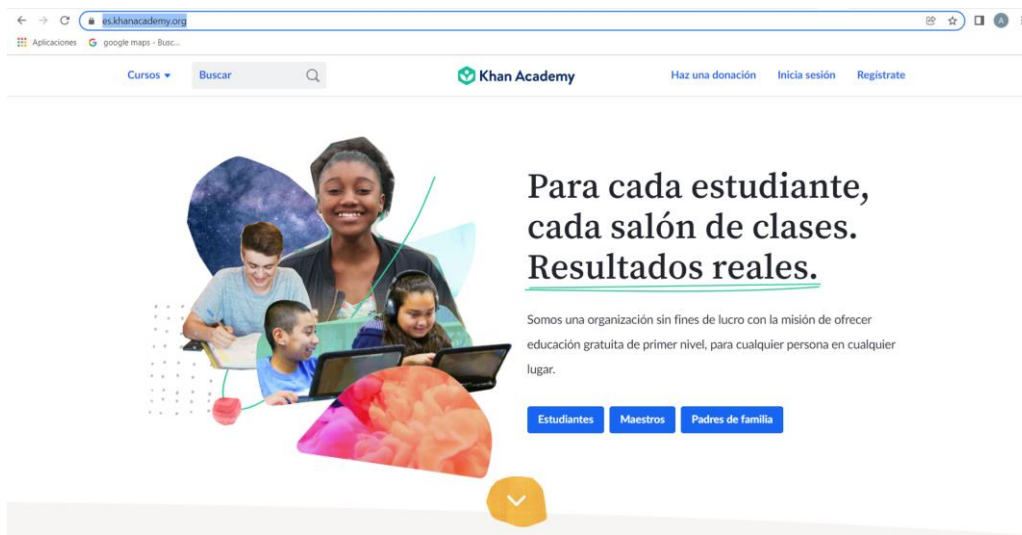 es.khanacademy.org
Aplicaciones google maps - Busc...
Cursos Buscar Khan Academy Haz una donación Inicia sesión Regístrate
Para cada estudiante,
cada salón de clases.
Resultados reales.
Somos una organización sin fines de lucro con la misión de ofrecer
educación gratuita de primer nivel, para cualquier persona en cualquier
lugar.
Estudiantes Maestros Padres de familia